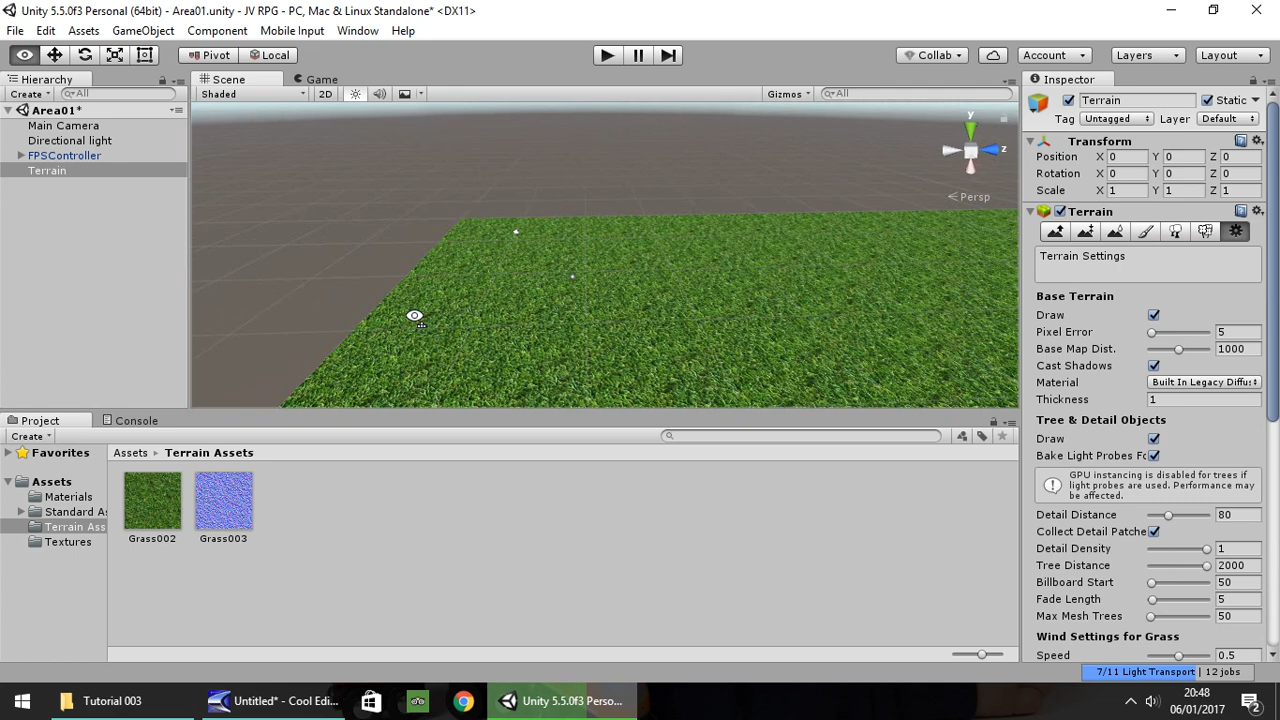 Unity 5.5.0f3 Personal (64bit) - Area01.unity - JV RPG - PC, Mac & Linux Standalone* <DX11>
File Edit Assets GameObject Component Mobile Input Window Help
Pivot Local Collab Account Layers Layout
Hierarchy
Create All
Area01*
Main Camera
Directional light
FPSController
Terrain
Scene Game
Shaded 2D Gizmos All
y
z
Persp
Inspector
Terrain Static
Tag Untagged Layer Default
Transform
Position X 0 Y 0 Z 0
Rotation X 0 Y 0 Z 0
Scale X 1 Y 1 Z 1
Terrain
Terrain Settings
Base Terrain
Draw
Pixel Error 5
Base Map Dist. 1000
Cast Shadows
Material Built In Legacy Diffus
Thickness 1
Tree & Detail Objects
Draw
Bake Light Probes Fo
GPU instancing is disabled for trees if
light probes are used. Performance may
be affected.
Detail Distance 80
Collect Detail Patche
Detail Density 1
Tree Distance 2000
Billboard Start 50
Fade Length 5
Max Mesh Trees 50
Wind Settings for Grass
Speed 0.5
Project Console
Create
Favorites
Assets
Materials
Standard As
Terrain Ass
Textures
Assets Terrain Assets
Grass002 Grass003
7/11 Light Transport 12 jobs
Tutorial 003
Untitled* - Cool Edi...
Unity 5.5.0f3 Perso...
20:48
06/01/2017
2